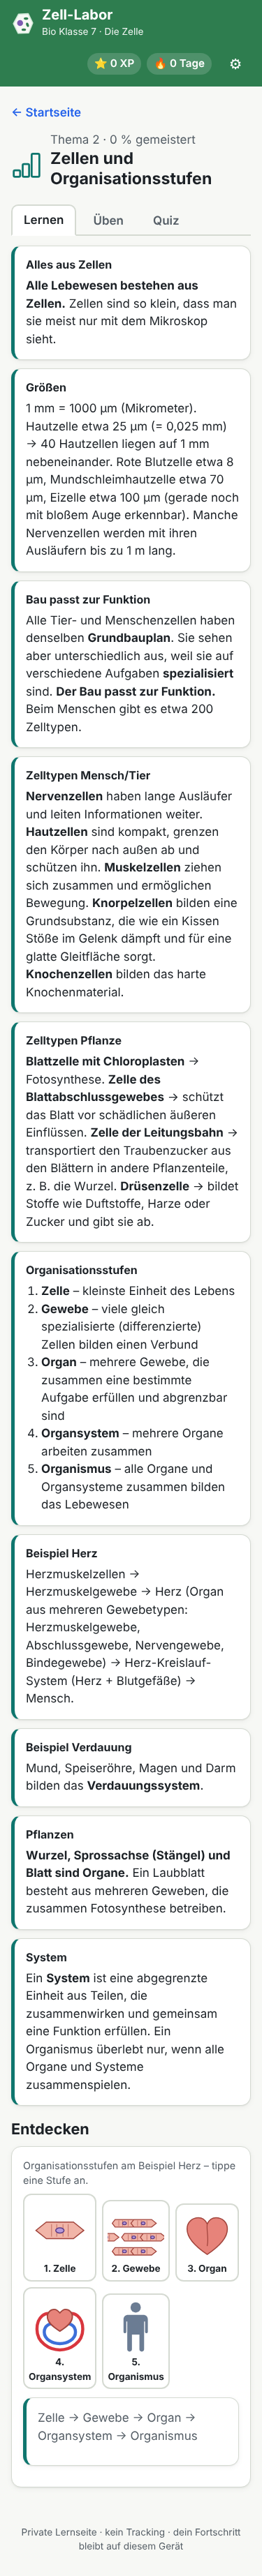 Zell-Labor
Bio Klasse 7 · Die Zelle
⭐ 0 XP
🔥 0 Tage
⚙
← Startseite
Thema 2 · 0 % gemeistert
Zellen und
Organisationsstufen
Lernen
Üben
Quiz
Alles aus Zellen
Alle Lebewesen bestehen aus
Zellen. Zellen sind so klein, dass man
sie meist nur mit dem Mikroskop
sieht.
Größen
1 mm = 1000 µm (Mikrometer).
Hautzelle etwa 25 µm (= 0,025 mm)
→ 40 Hautzellen liegen auf 1 mm
nebeneinander. Rote Blutzelle etwa 8
µm, Mundschleimhautzelle etwa 70
µm, Eizelle etwa 100 µm (gerade noch
mit bloßem Auge erkennbar). Manche
Nervenzellen werden mit ihren
Ausläufern bis zu 1 m lang.
Bau passt zur Funktion
Alle Tier- und Menschenzellen haben
denselben Grundbauplan. Sie sehen
aber unterschiedlich aus, weil sie auf
verschiedene Aufgaben spezialisiert
sind. Der Bau passt zur Funktion.
Beim Menschen gibt es etwa 200
Zelltypen.
Zelltypen Mensch/Tier
Nervenzellen haben lange Ausläufer
und leiten Informationen weiter.
Hautzellen sind kompakt, grenzen
den Körper nach außen ab und
schützen ihn. Muskelzellen ziehen
sich zusammen und ermöglichen
Bewegung. Knorpelzellen bilden eine
Grundsubstanz, die wie ein Kissen
Stöße im Gelenk dämpft und für eine
glatte Gleitfläche sorgt.
Knochenzellen bilden das harte
Knochenmaterial.
Zelltypen Pflanze
Blattzelle mit Chloroplasten →
Fotosynthese. Zelle des
Blattabschlussgewebes → schützt
das Blatt vor schädlichen äußeren
Einflüssen. Zelle der Leitungsbahn →
transportiert den Traubenzucker aus
den Blättern in andere Pflanzenteile,
z. B. die Wurzel. Drüsenzelle → bildet
Stoffe wie Duftstoffe, Harze oder
Zucker und gibt sie ab.
Organisationsstufen
1. Zelle – kleinste Einheit des Lebens
2. Gewebe – viele gleich
spezialisierte (differenzierte)
Zellen bilden einen Verbund
3. Organ – mehrere Gewebe, die
zusammen eine bestimmte
Aufgabe erfüllen und abgrenzbar
sind
4. Organsystem – mehrere Organe
arbeiten zusammen
5. Organismus – alle Organe und
Organsysteme zusammen bilden
das Lebewesen
Beispiel Herz
Herzmuskelzellen →
Herzmuskelgewebe → Herz (Organ
aus mehreren Gewebetypen:
Herzmuskelgewebe,
Abschlussgewebe, Nervengewebe,
Bindegewebe) → Herz-Kreislauf-
System (Herz + Blutgefäße) →
Mensch.
Beispiel Verdauung
Mund, Speiseröhre, Magen und Darm
bilden das Verdauungssystem.
Pflanzen
Wurzel, Sprossachse (Stängel) und
Blatt sind Organe. Ein Laubblatt
besteht aus mehreren Geweben, die
zusammen Fotosynthese betreiben.
System
Ein System ist eine abgegrenzte
Einheit aus Teilen, die
zusammenwirken und gemeinsam
eine Funktion erfüllen. Ein
Organismus überlebt nur, wenn alle
Organe und Systeme
zusammenspielen.
Entdecken
Organisationsstufen am Beispiel Herz – tippe
eine Stufe an.
1. Zelle
2. Gewebe
3. Organ
4.
Organsystem
5.
Organismus
Zelle → Gewebe → Organ →
Organsystem → Organismus
Private Lernseite · kein Tracking · dein Fortschritt
bleibt auf diesem Gerät